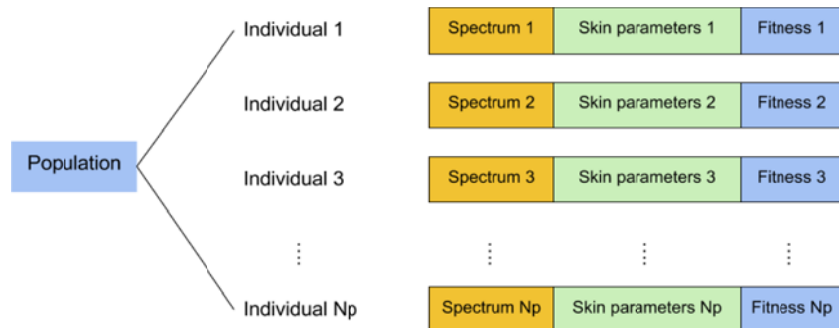 Individual 1
Spectrum 1
Skin parameters 1
Fitness 1
Individual 2
Spectrum 2
Skin parameters 2
Fitness 2
Population
Individual 3
Spectrum 3
Skin parameters 3
Fitness 3
Individual Np
Spectrum Np
Skin parameters Np
Fitness Np